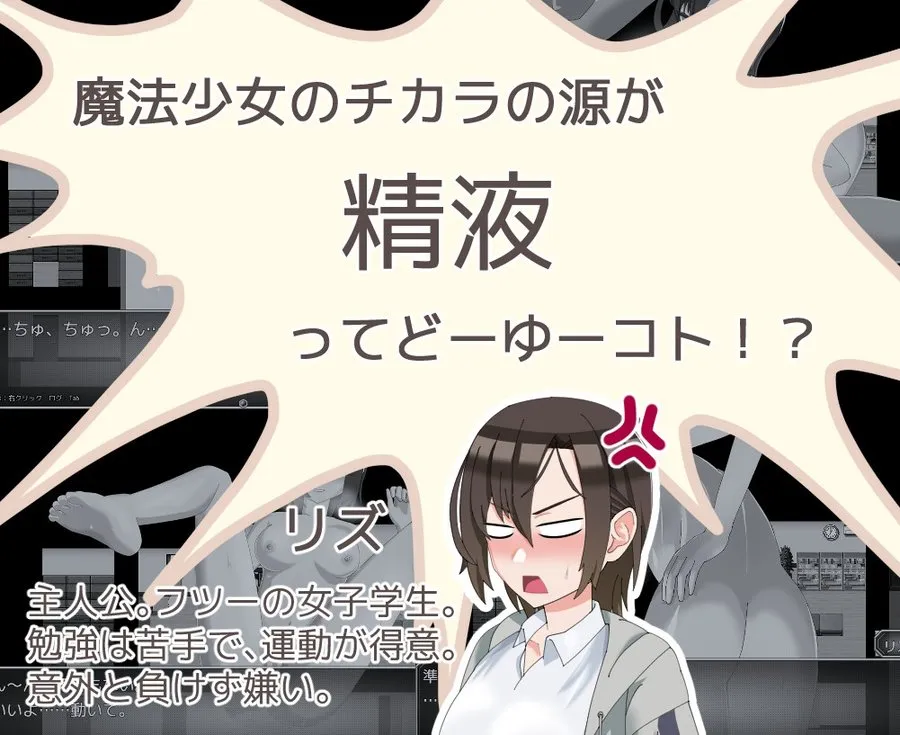 魔法少女のチカラの源が
精液
ってどーゆーコト！？
…ちゅ、ちゅっ。ん…
リズ
主人公。フツーの女子学生。
勉強は苦手で、運動が得意。
意外と負けず嫌い。